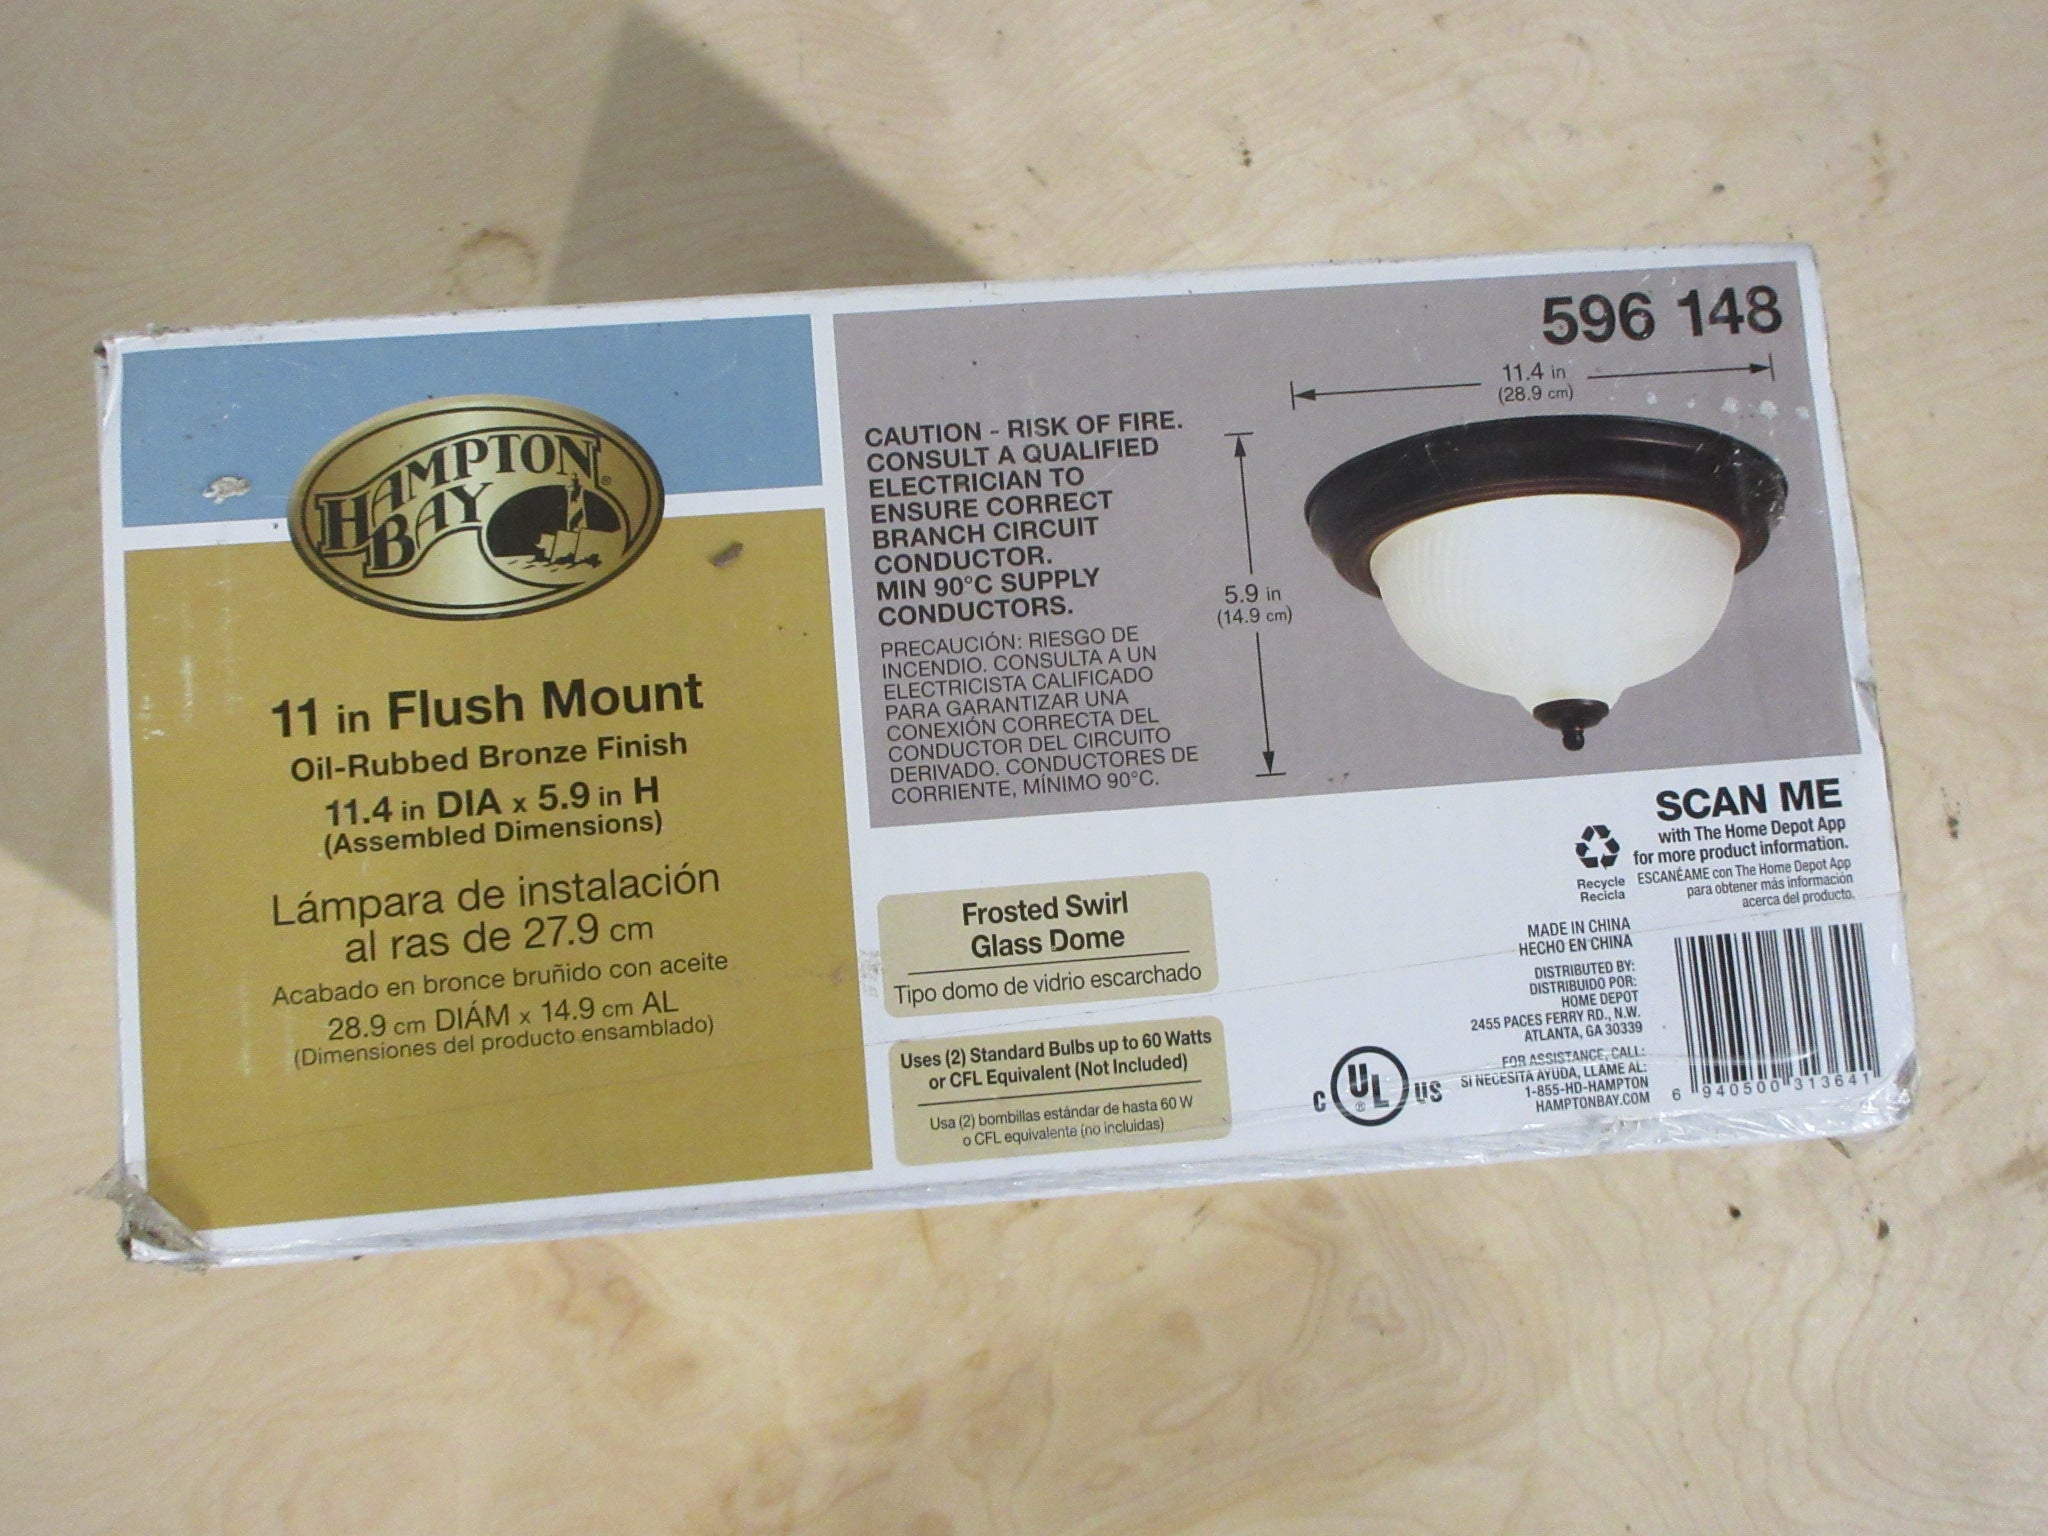 HAMPTON
BAY
®
11 in Flush Mount
Oil-Rubbed Bronze Finish
11.4 in DIA x 5.9 in H
(Assembled Dimensions)
Lámpara de instalación
al ras de 27.9 cm
Acabado en bronce bruñido con aceite
28.9 cm DIÁM x 14.9 cm AL
(Dimensiones del producto ensamblado)
596 148
11.4 in
(28.9 cm)
5.9 in
(14.9 cm)
CAUTION - RISK OF FIRE.
CONSULT A QUALIFIED
ELECTRICIAN TO
ENSURE CORRECT
BRANCH CIRCUIT
CONDUCTOR.
MIN 90°C SUPPLY
CONDUCTORS.
PRECAUCIÓN: RIESGO DE
INCENDIO. CONSULTA A UN
ELECTRICISTA CALIFICADO
PARA GARANTIZAR UNA
CONEXIÓN CORRECTA DEL
CONDUCTOR DEL CIRCUITO
DERIVADO. CONDUCTORES DE
CORRIENTE, MÍNIMO 90°C.
Frosted Swirl
Glass Dome
Tipo domo de vidrio escarchado
Uses (2) Standard Bulbs up to 60 Watts
or CFL Equivalent (Not Included)
Usa (2) bombillas estándar de hasta 60 W
o CFL equivalente (no incluidas)
C UL ® US
SCAN ME
with The Home Depot App
for more product information.
ESCANÉAME con The Home Depot App
para obtener más información
acerca del producto.
Recycle
Recicla
MADE IN CHINA
HECHO EN CHINA
DISTRIBUTED BY:
DISTRIBUIDO POR:
HOME DEPOT
2455 PACES FERRY RD., N.W.
ATLANTA, GA 30339
FOR ASSISTANCE, CALL:
SI NECESITA AYUDA, LLAME AL:
1-855-HD-HAMPTON
HAMPTONBAY.COM
6 940500 313641